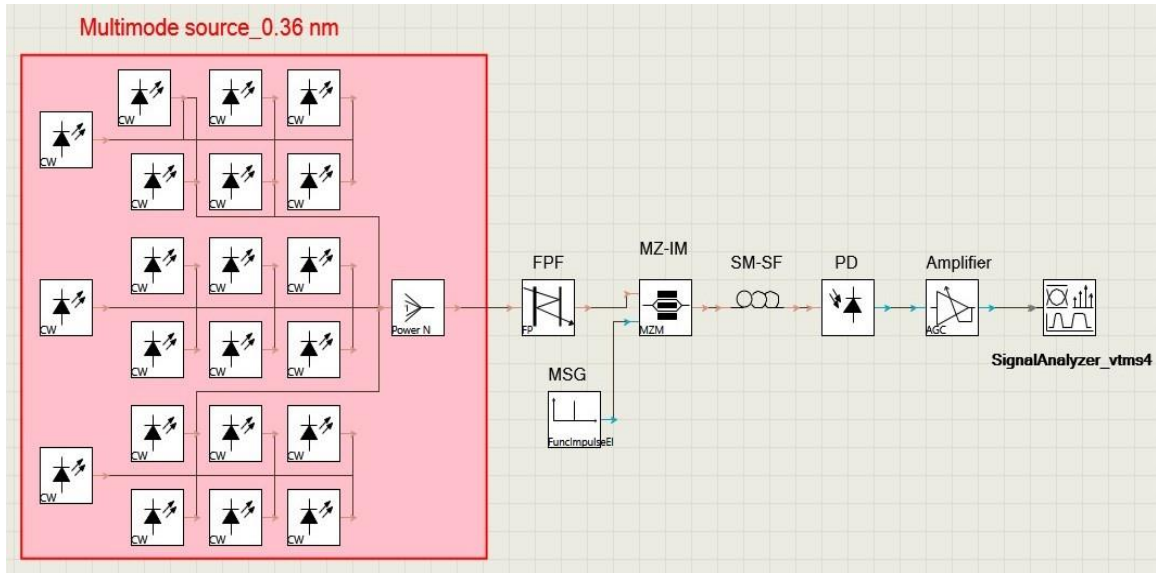 Multimode source_0.36 nm
CW CW CW
CW
CW CW CW
CW CW CW
CW
CW CW CW
CW CW CW
CW
CW CW CW
Power N
FPF
FP
MZ-IM
MZM
MSG
FuncImpulseEl
SM-SF
PD
Amplifier
AGC
SignalAnalyzer_vtms4